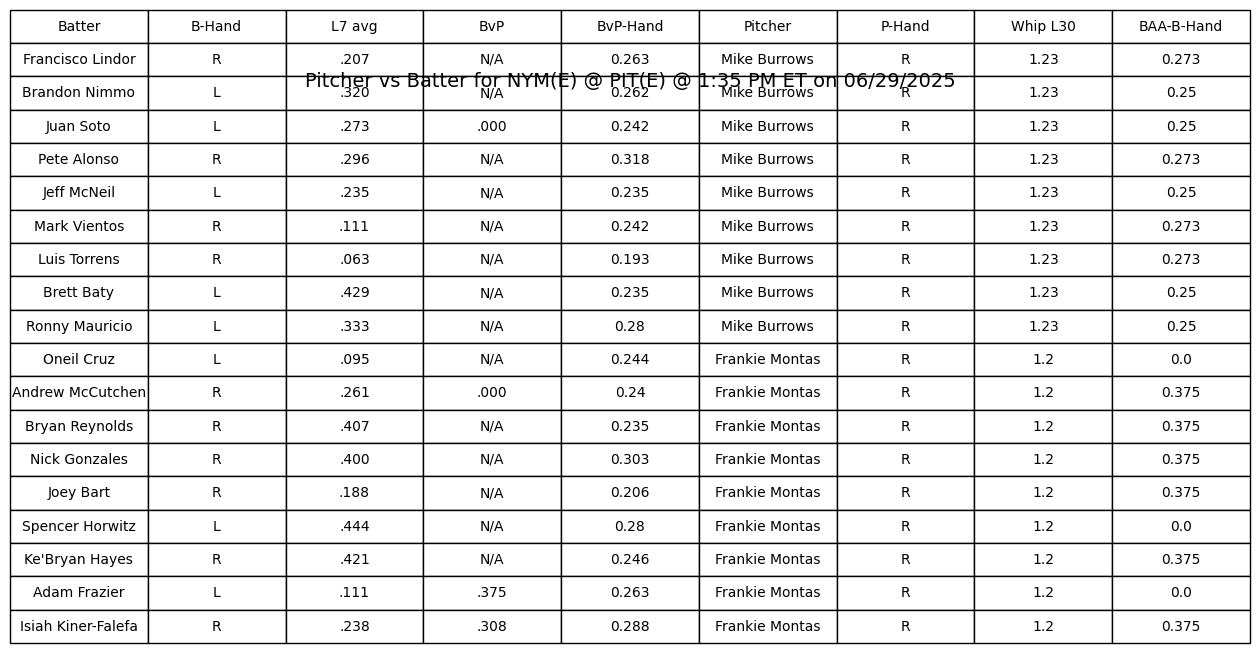 Batter B-Hand L7 avg BvP BvP-Hand Pitcher P-Hand Whip L30 BAA-B-Hand
Francisco Lindor R .207 N/A 0.263 Mike Burrows R 1.23 0.273
Pitcher vs Batter for NYM(E) @ PIT(E) @ 1:35 PM ET on 06/29/2025
Brandon Nimmo L .320 N/A 0.262 Mike Burrows R 1.23 0.25
Juan Soto L .273 .000 0.242 Mike Burrows R 1.23 0.25
Pete Alonso R .296 N/A 0.318 Mike Burrows R 1.23 0.273
Jeff McNeil L .235 N/A 0.235 Mike Burrows R 1.23 0.25
Mark Vientos R .111 N/A 0.242 Mike Burrows R 1.23 0.273
Luis Torrens R .063 N/A 0.193 Mike Burrows R 1.23 0.273
Brett Baty L .429 N/A 0.235 Mike Burrows R 1.23 0.25
Ronny Mauricio L .333 N/A 0.28 Mike Burrows R 1.23 0.25
Oneil Cruz L .095 N/A 0.244 Frankie Montas R 1.2 0.0
Andrew McCutchen R .261 .000 0.24 Frankie Montas R 1.2 0.375
Bryan Reynolds R .407 N/A 0.235 Frankie Montas R 1.2 0.375
Nick Gonzales R .400 N/A 0.303 Frankie Montas R 1.2 0.375
Joey Bart R .188 N/A 0.206 Frankie Montas R 1.2 0.375
Spencer Horwitz L .444 N/A 0.28 Frankie Montas R 1.2 0.0
Ke'Bryan Hayes R .421 N/A 0.246 Frankie Montas R 1.2 0.375
Adam Frazier L .111 .375 0.263 Frankie Montas R 1.2 0.0
Isiah Kiner-Falefa R .238 .308 0.288 Frankie Montas R 1.2 0.375